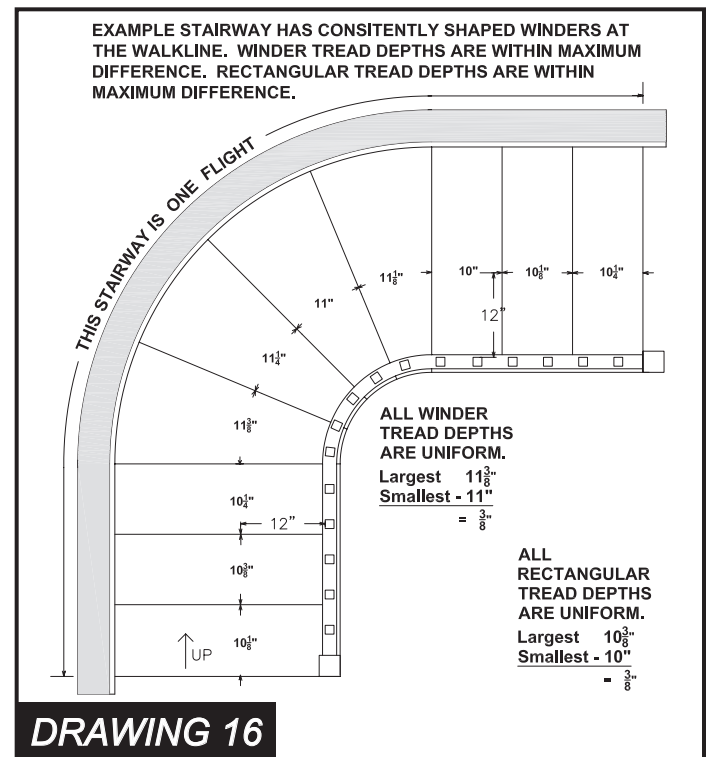 EXAMPLE STAIRWAY HAS CONSITENTLY SHAPED WINDERS AT
THE WALKLINE. WINDER TREAD DEPTHS ARE WITHIN MAXIMUM
DIFFERENCE. RECTANGULAR TREAD DEPTHS ARE WITHIN
MAXIMUM DIFFERENCE.
THIS STAIRWAY IS ONE FLIGHT
11 1/8"
10"
10 1/8"
10 1/4"
12"
11"
11 1/4"
11 3/8"
10 1/4"
12"
10 3/8"
10 1/8"
UP
ALL WINDER
TREAD DEPTHS
ARE UNIFORM.
Largest 11 3/8"
Smallest - 11"
= 3/8"
ALL
RECTANGULAR
TREAD DEPTHS
ARE UNIFORM.
Largest 10 3/8"
Smallest - 10"
= 3/8"
DRAWING 16